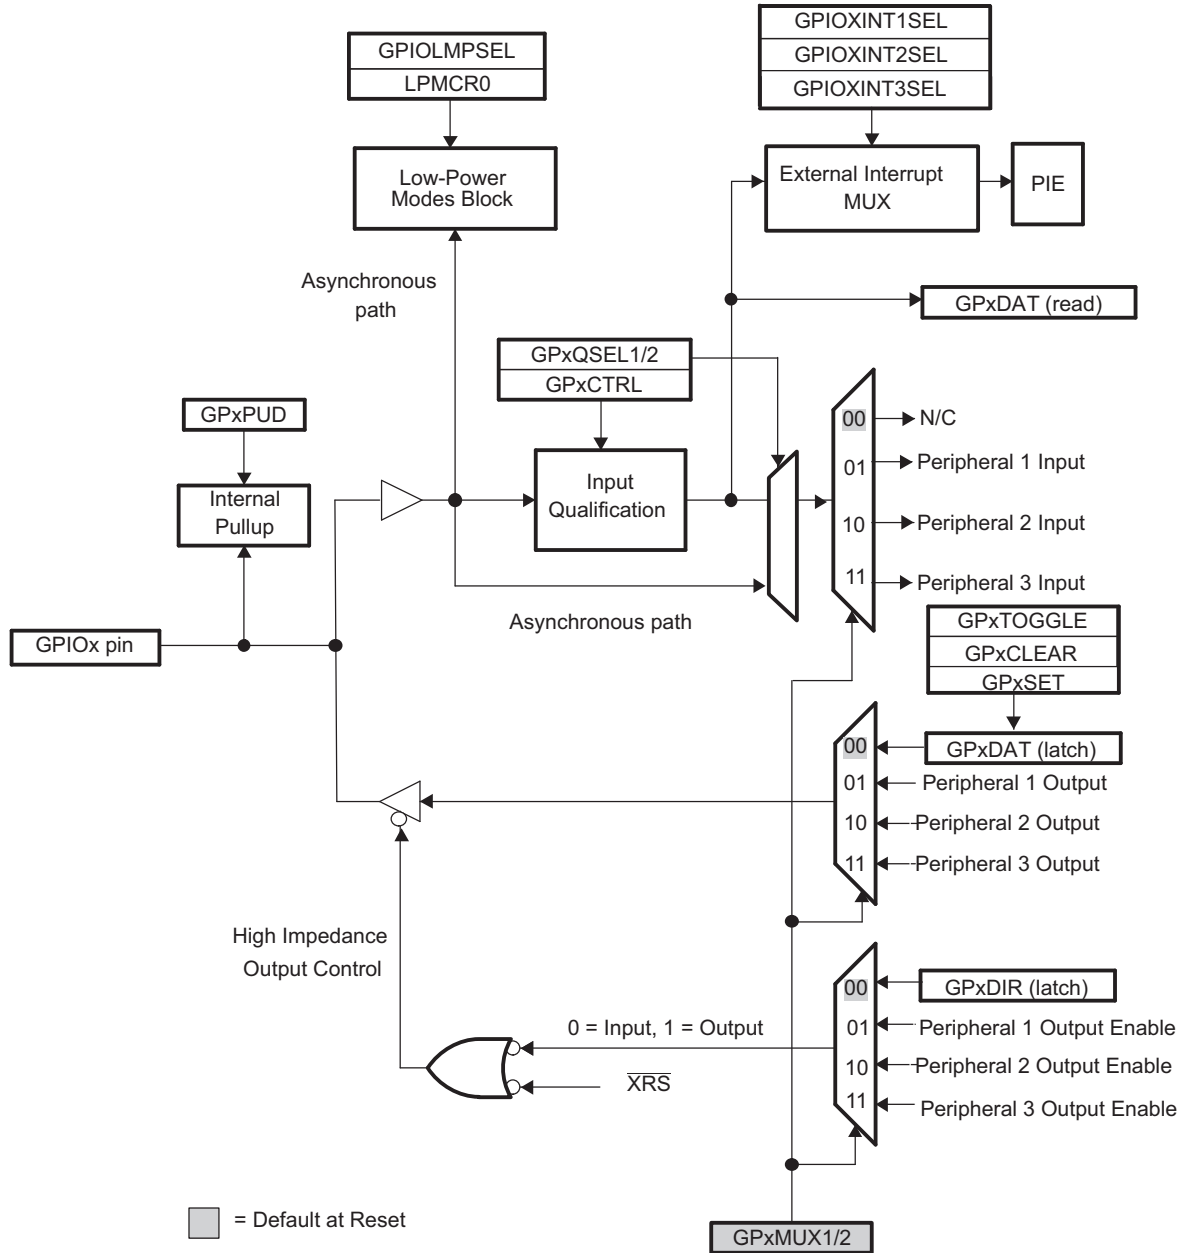 GPIOXINT1SEL
GPIOXINT2SEL
GPIOXINT3SEL
GPIOLMPSEL
LPMCR0
Low-Power
Modes Block
External Interrupt
MUX
PIE
Asynchronous
path
GPxDAT (read)
GPxQSEL1/2
GPxCTRL
GPxPUD
Internal
Pullup
Input
Qualification
00
N/C
01
Peripheral 1 Input
10
Peripheral 2 Input
11
Peripheral 3 Input
Asynchronous path
GPIOx pin
GPxTOGGLE
GPxCLEAR
GPxSET
00
GPxDAT (latch)
01
Peripheral 1 Output
10
Peripheral 2 Output
11
Peripheral 3 Output
High Impedance
Output Control
00
GPxDIR (latch)
0 = Input, 1 = Output
01
Peripheral 1 Output Enable
10
Peripheral 2 Output Enable
XRS
11
Peripheral 3 Output Enable
= Default at Reset
GPxMUX1/2